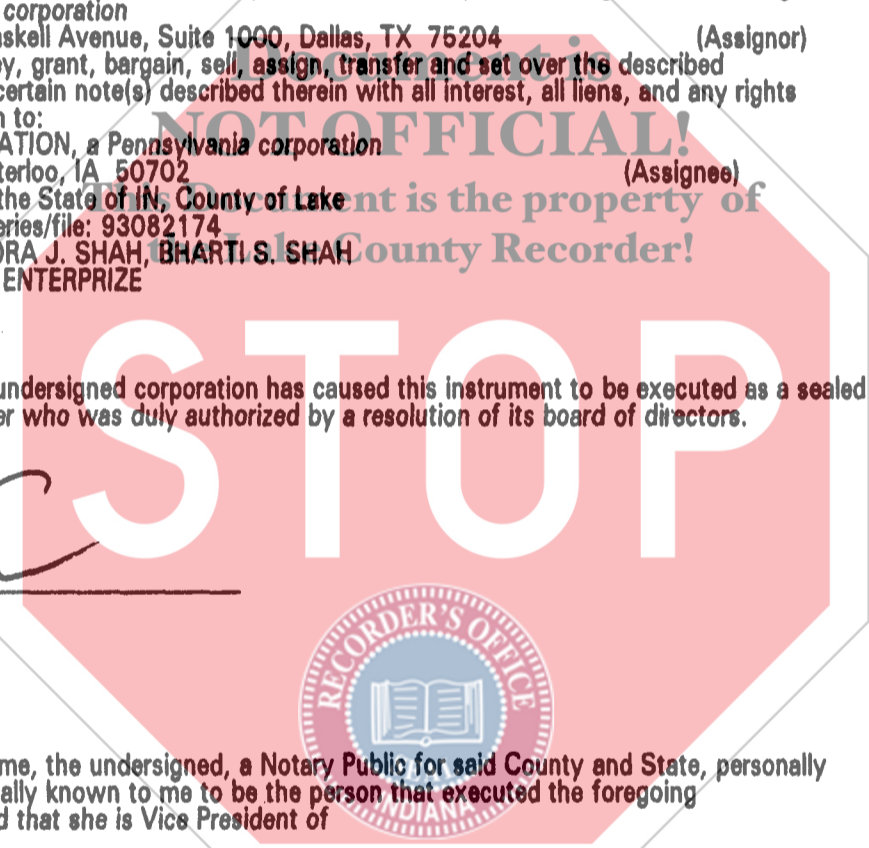 corporation
askell Avenue, Suite 1000, Dallas, TX 75204 (Assignor)
ey, grant, bargain, sell, assign, transfer and set over the described
certain note(s) described therein with all interest, all liens, and any rights
n to:
ATION, a Pennsylvania corporation
terloo, IA 50702 (Assignee)
the State of IN, County of Lake
eries/file: 93082174
ORA J. SHAH, BHARTI S. SHAH
ENTERPRIZE
Document is
NOT OFFICIAL!
This Document is the property of
the Lake County Recorder!
undersigned corporation has caused this instrument to be executed as a sealed
er who was duly authorized by a resolution of its board of directors.
STOP
RECORDER'S OFFICE
INDIANA
me, the undersigned, a Notary Public for said County and State, personally
ally known to me to be the person that executed the foregoing
d that she is Vice President of